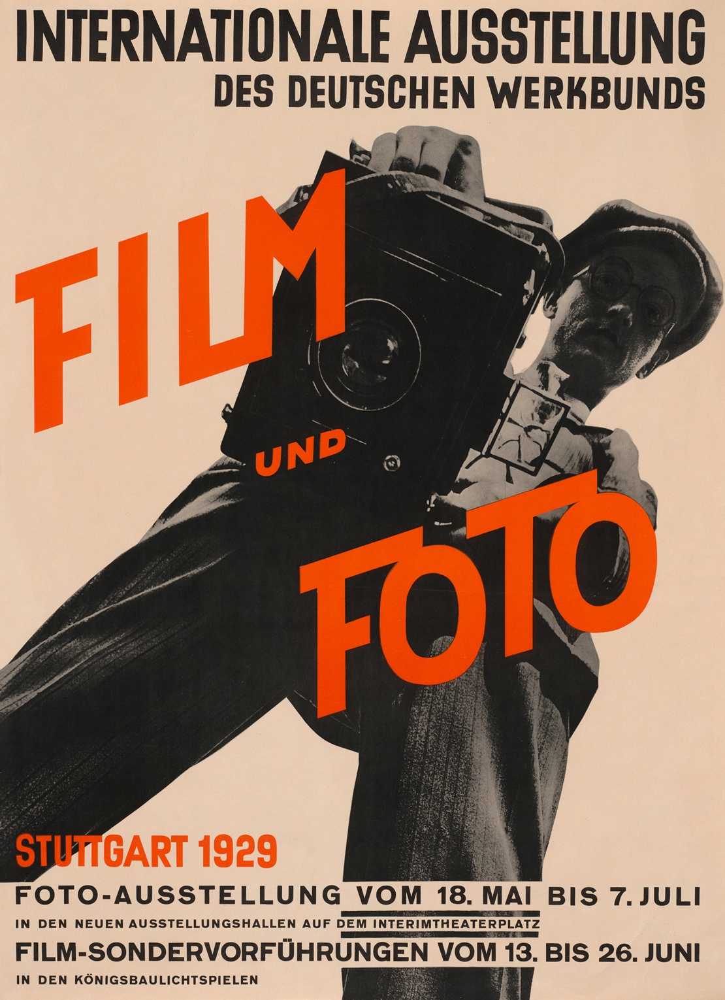 INTERNATIONALE AUSSTELLUNG
DES DEUTSCHEN WERKBUNDS
FILM
UND
FOTO
STUTTGART 1929
FOTO-AUSSTELLUNG VOM 18. MAI BIS 7. JULI
IN DEN NEUEN AUSSTELLUNGSHALLEN AUF DEM INTERIMTHEATERPLATZ
FILM-SONDERVORFÜHRUNGEN VOM 13. BIS 26. JUNI
IN DEN KÖNIGSBAULICHTSPIELEN